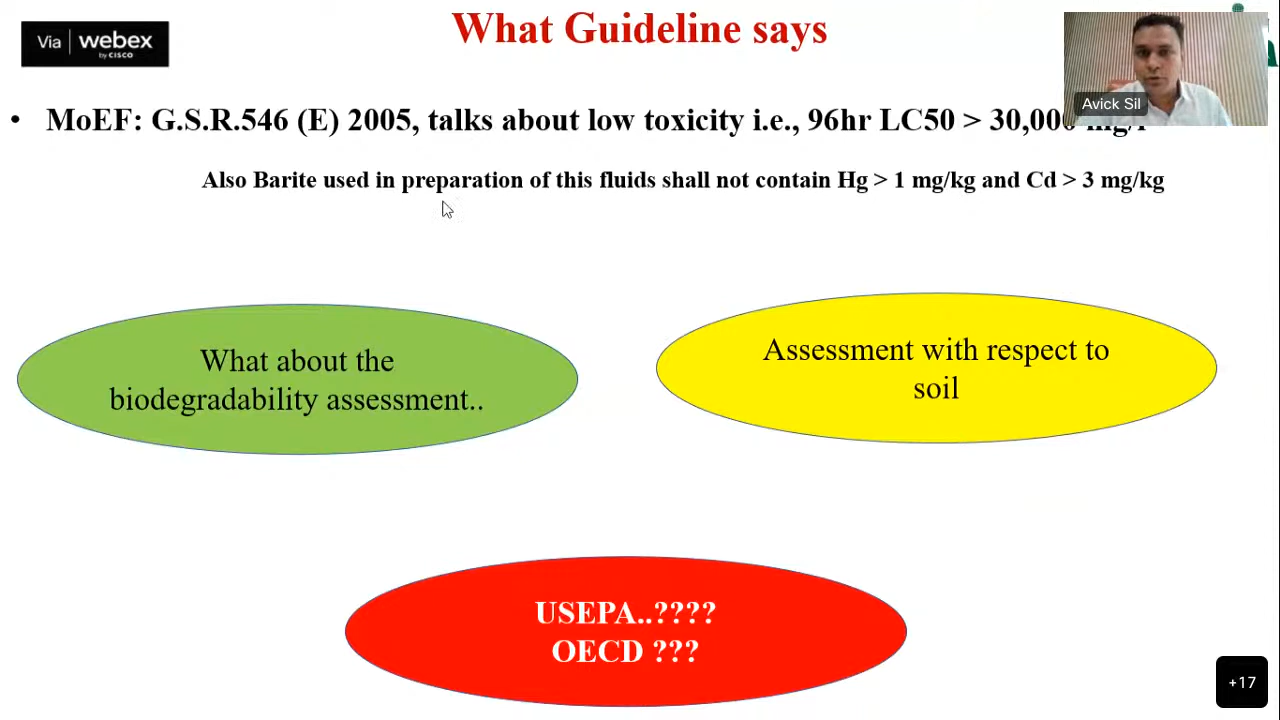 Via | webex
by CISCO
What Guideline says
Avick Sil
• MoEF: G.S.R.546 (E) 2005, talks about low toxicity i.e., 96hr LC50 > 30,000 mg/l
Also Barite used in preparation of this fluids shall not contain Hg > 1 mg/kg and Cd > 3 mg/kg
What about the
biodegradability assessment..
Assessment with respect to
soil
USEPA..????
OECD ???
+17